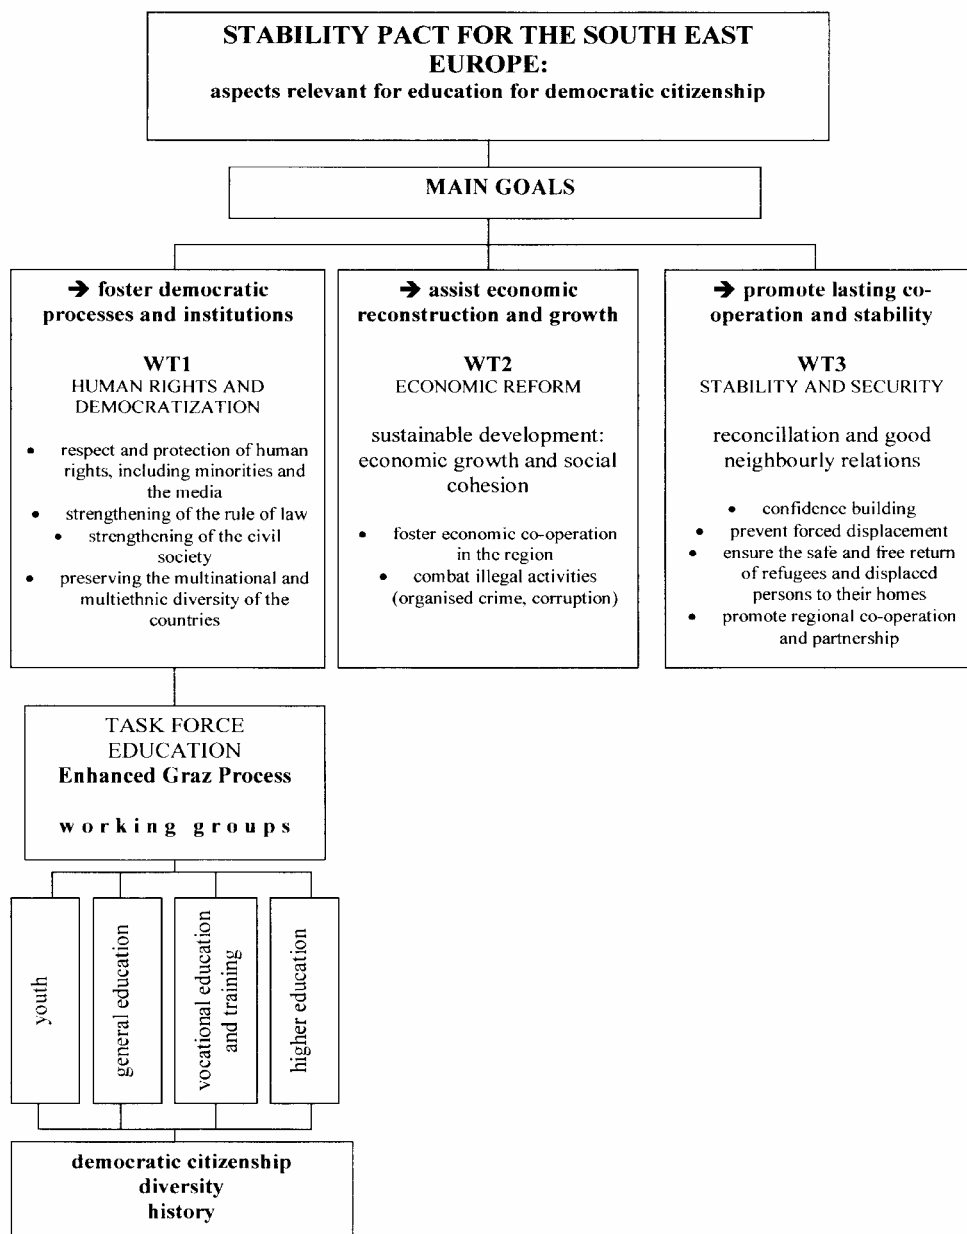 STABILITY PACT FOR THE SOUTH EAST
EUROPE:
aspects relevant for education for democratic citizenship
MAIN GOALS
➔ foster democratic
processes and institutions
WT1
HUMAN RIGHTS AND
DEMOCRATIZATION
• respect and protection of human
rights, including minorities and
the media
• strengthening of the rule of law
• strengthening of the civil
society
• preserving the multinational and
multiethnic diversity of the
countries
➔ assist economic
reconstruction and growth
WT2
ECONOMIC REFORM
sustainable development:
economic growth and social
cohesion
• foster economic co-operation
in the region
• combat illegal activities
(organised crime, corruption)
➔ promote lasting co-
operation and stability
WT3
STABILITY AND SECURITY
reconcillation and good
neighbourly relations
• confidence building
• prevent forced displacement
• ensure the safe and free return
of refugees and displaced
persons to their homes
• promote regional co-operation
and partnership
TASK FORCE
EDUCATION
Enhanced Graz Process
working groups
youth
general education
vocational education
and training
higher education
democratic citizenship
diversity
history